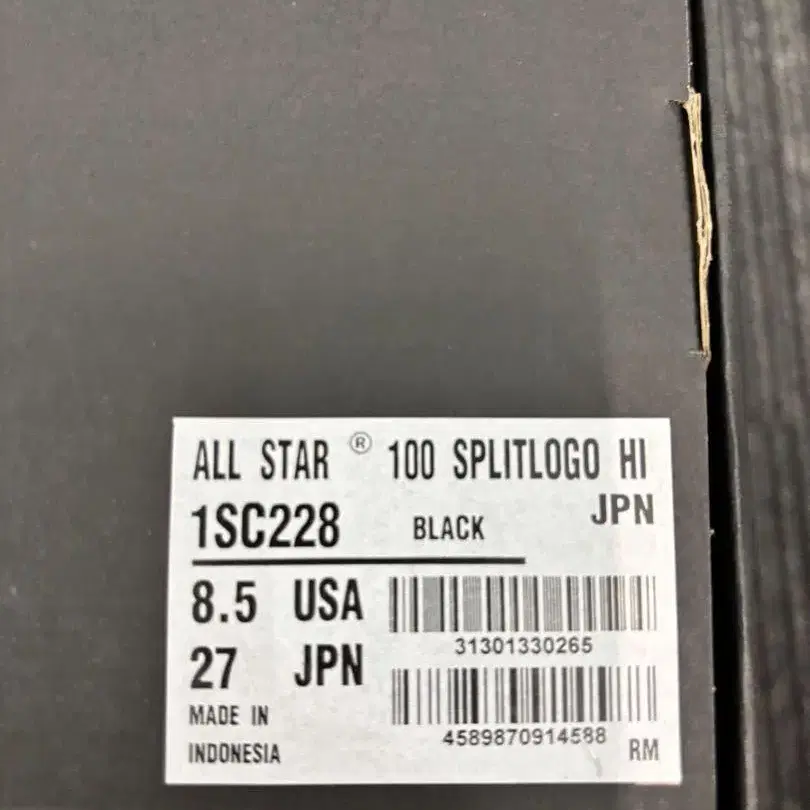 ALL STAR ® 100 SPLITLOGO HI
JPN
1SC228 BLACK
8.5 USA
31301330265
27 JPN
4589870914588
MADE IN
INDONESIA
RM